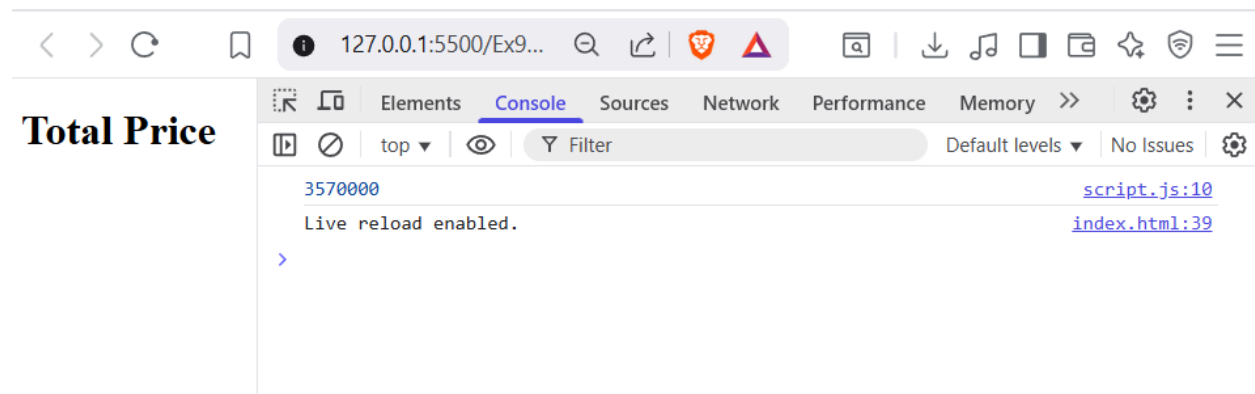 127.0.0.1:5500/Ex9...
Total Price
Elements Console Sources Network Performance Memory
top Filter Default levels No Issues
3570000 script.js:10
Live reload enabled. index.html:39